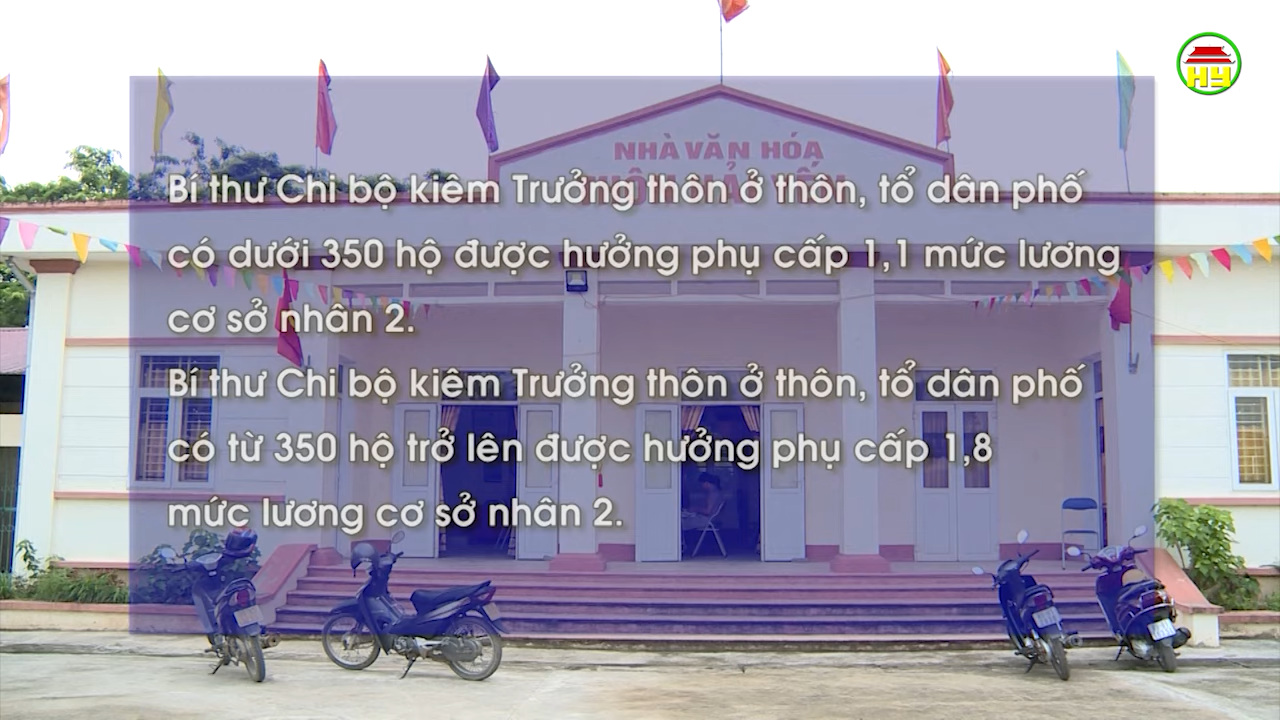 HY
NHÀ VĂN HÓA
Bí thư Chi bộ kiêm Trưởng thôn ở thôn, tổ dân phố
có dưới 350 hộ được hưởng phụ cấp 1,1 mức lương
cơ sở nhân 2.
Bí thư Chi bộ kiêm Trưởng thôn ở thôn, tổ dân phố
có từ 350 hộ trở lên được hưởng phụ cấp 1,8
mức lương cơ sở nhân 2.